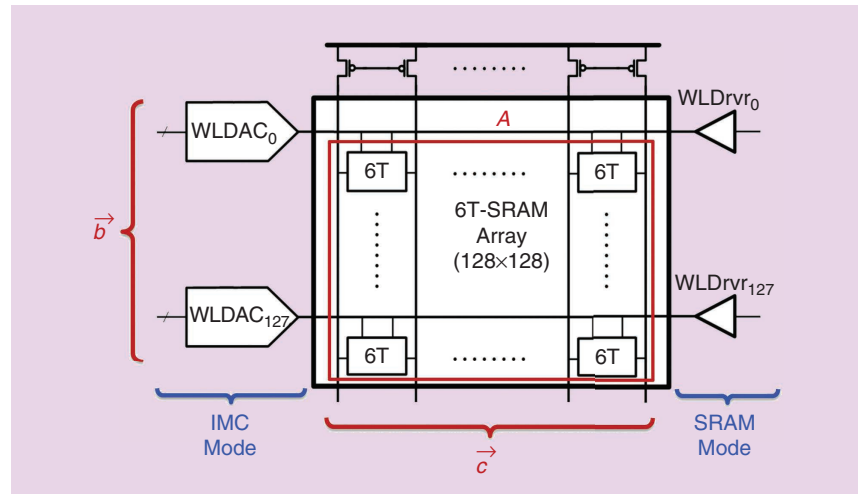 WLDrvr0
WLDAC0
A
6T ........ 6T
b
6T-SRAM
Array
(128×128)
WLDrvr127
WLDAC127
6T ........ 6T
IMC
Mode
c
SRAM
Mode